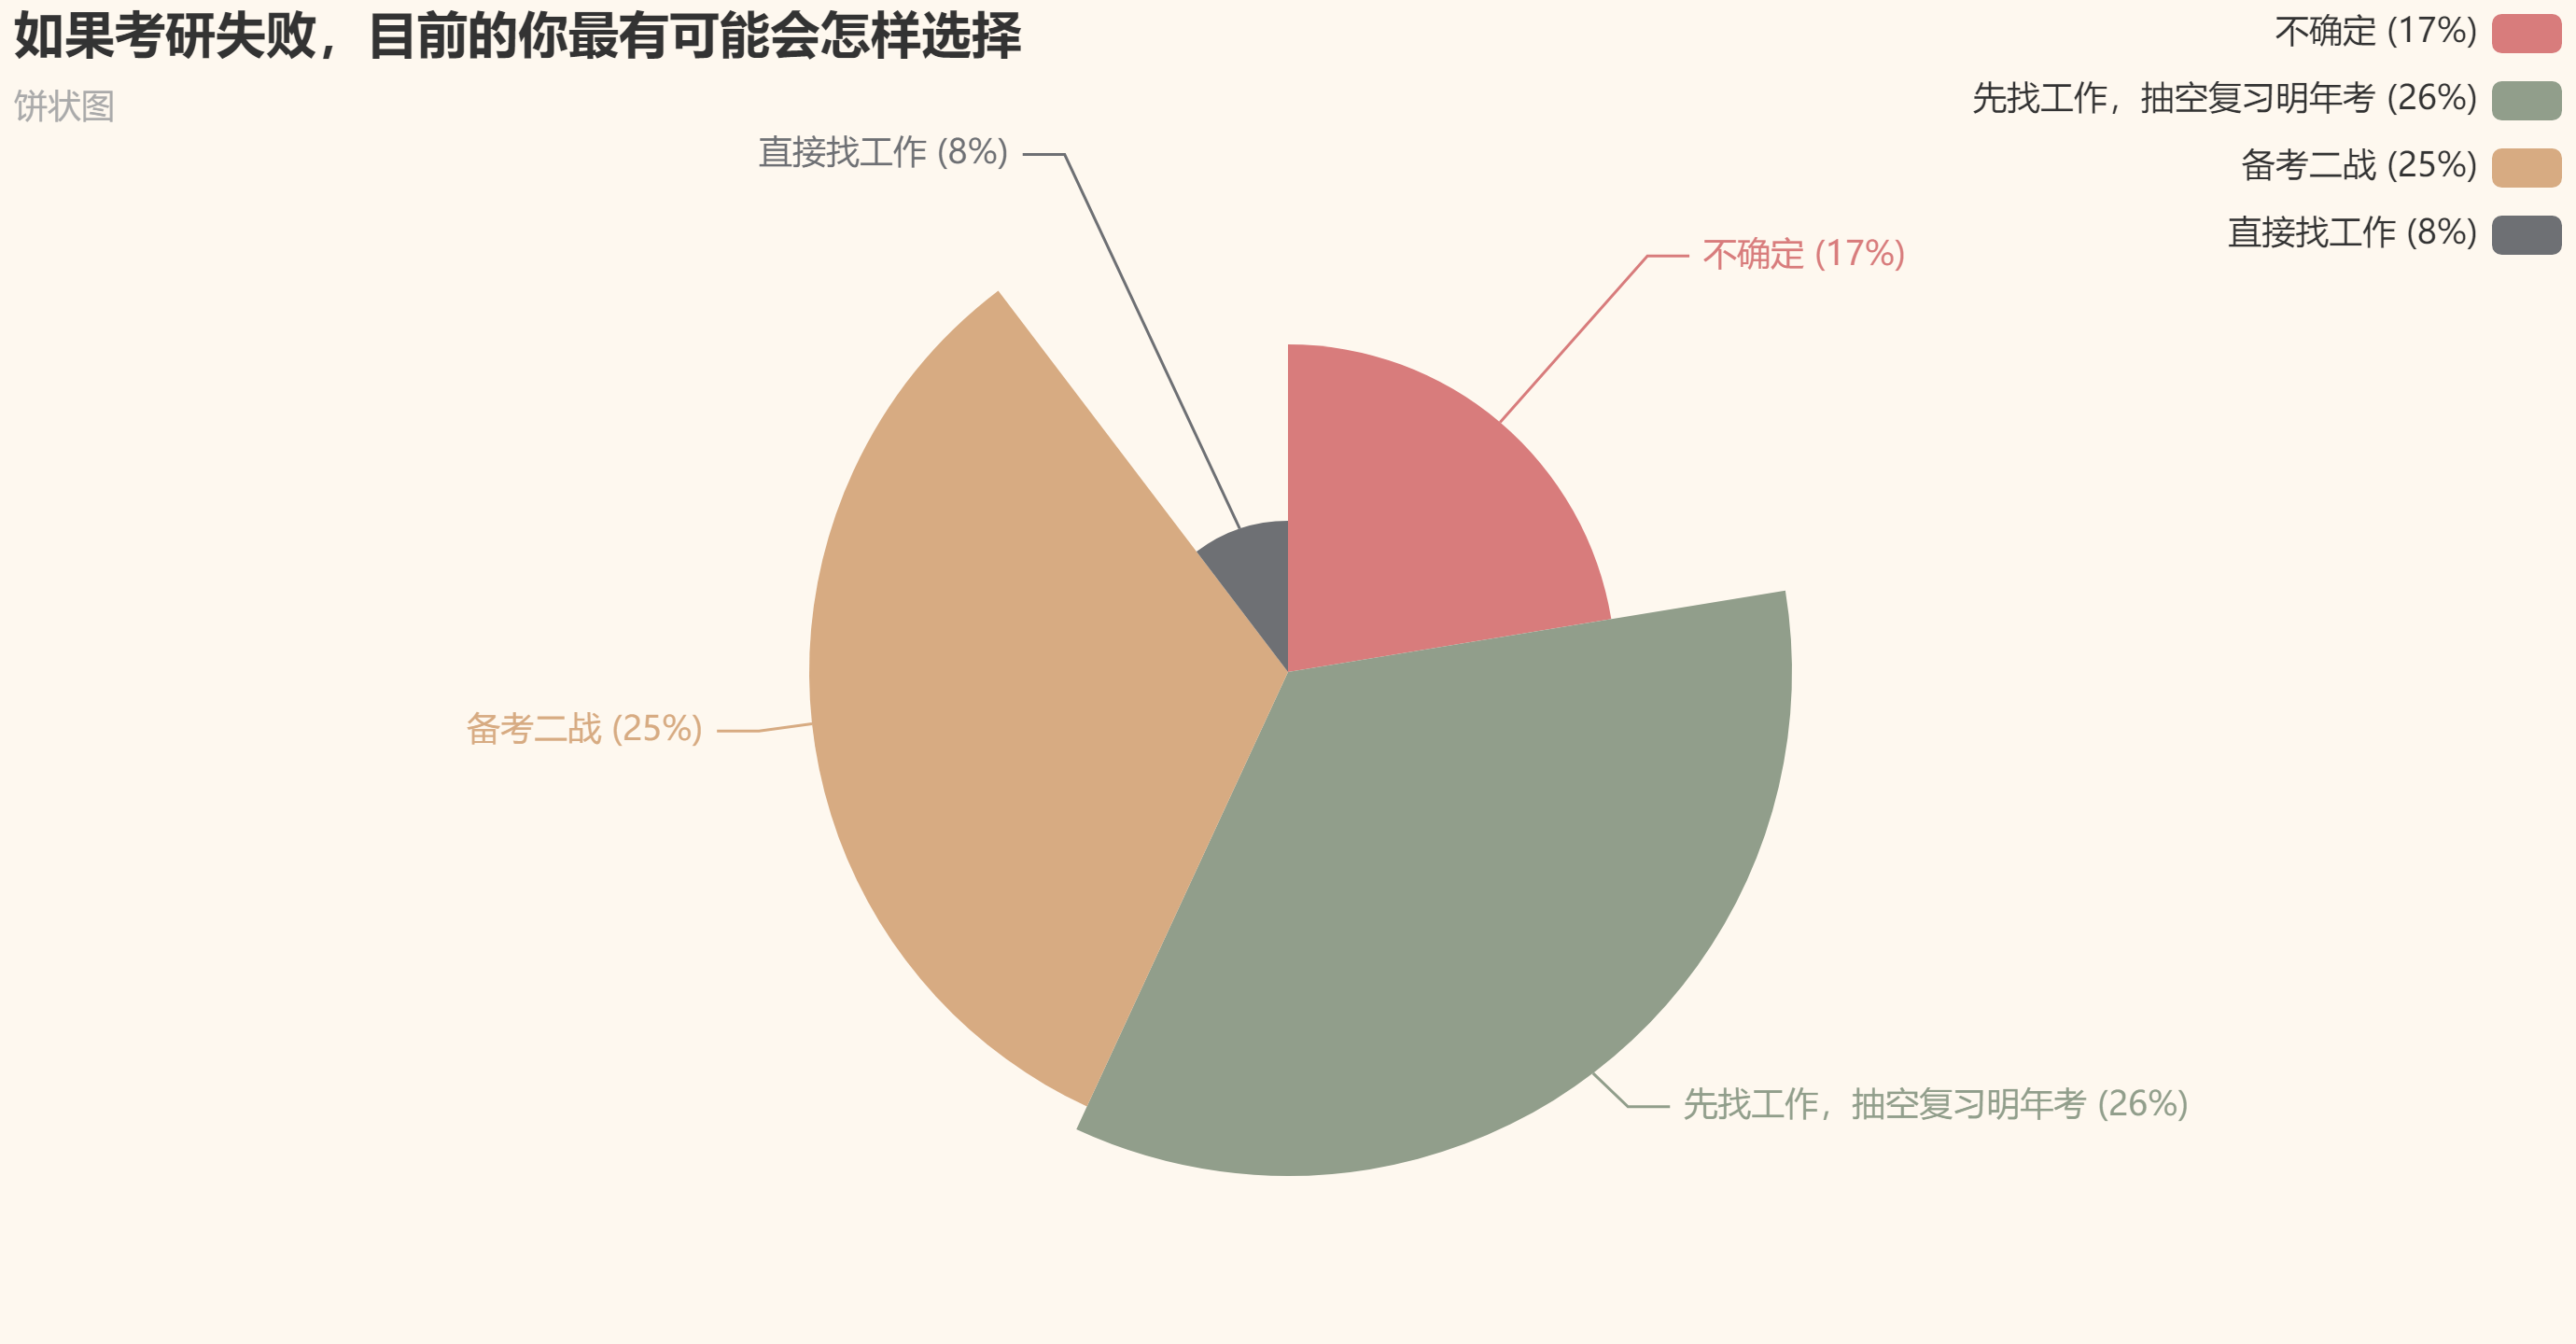 如果考研失败，目前的你最有可能会怎样选择
饼状图
不确定 (17%)
先找工作，抽空复习明年考 (26%)
备考二战 (25%)
直接找工作 (8%)
直接找工作 (8%)
不确定 (17%)
备考二战 (25%)
先找工作，抽空复习明年考 (26%)